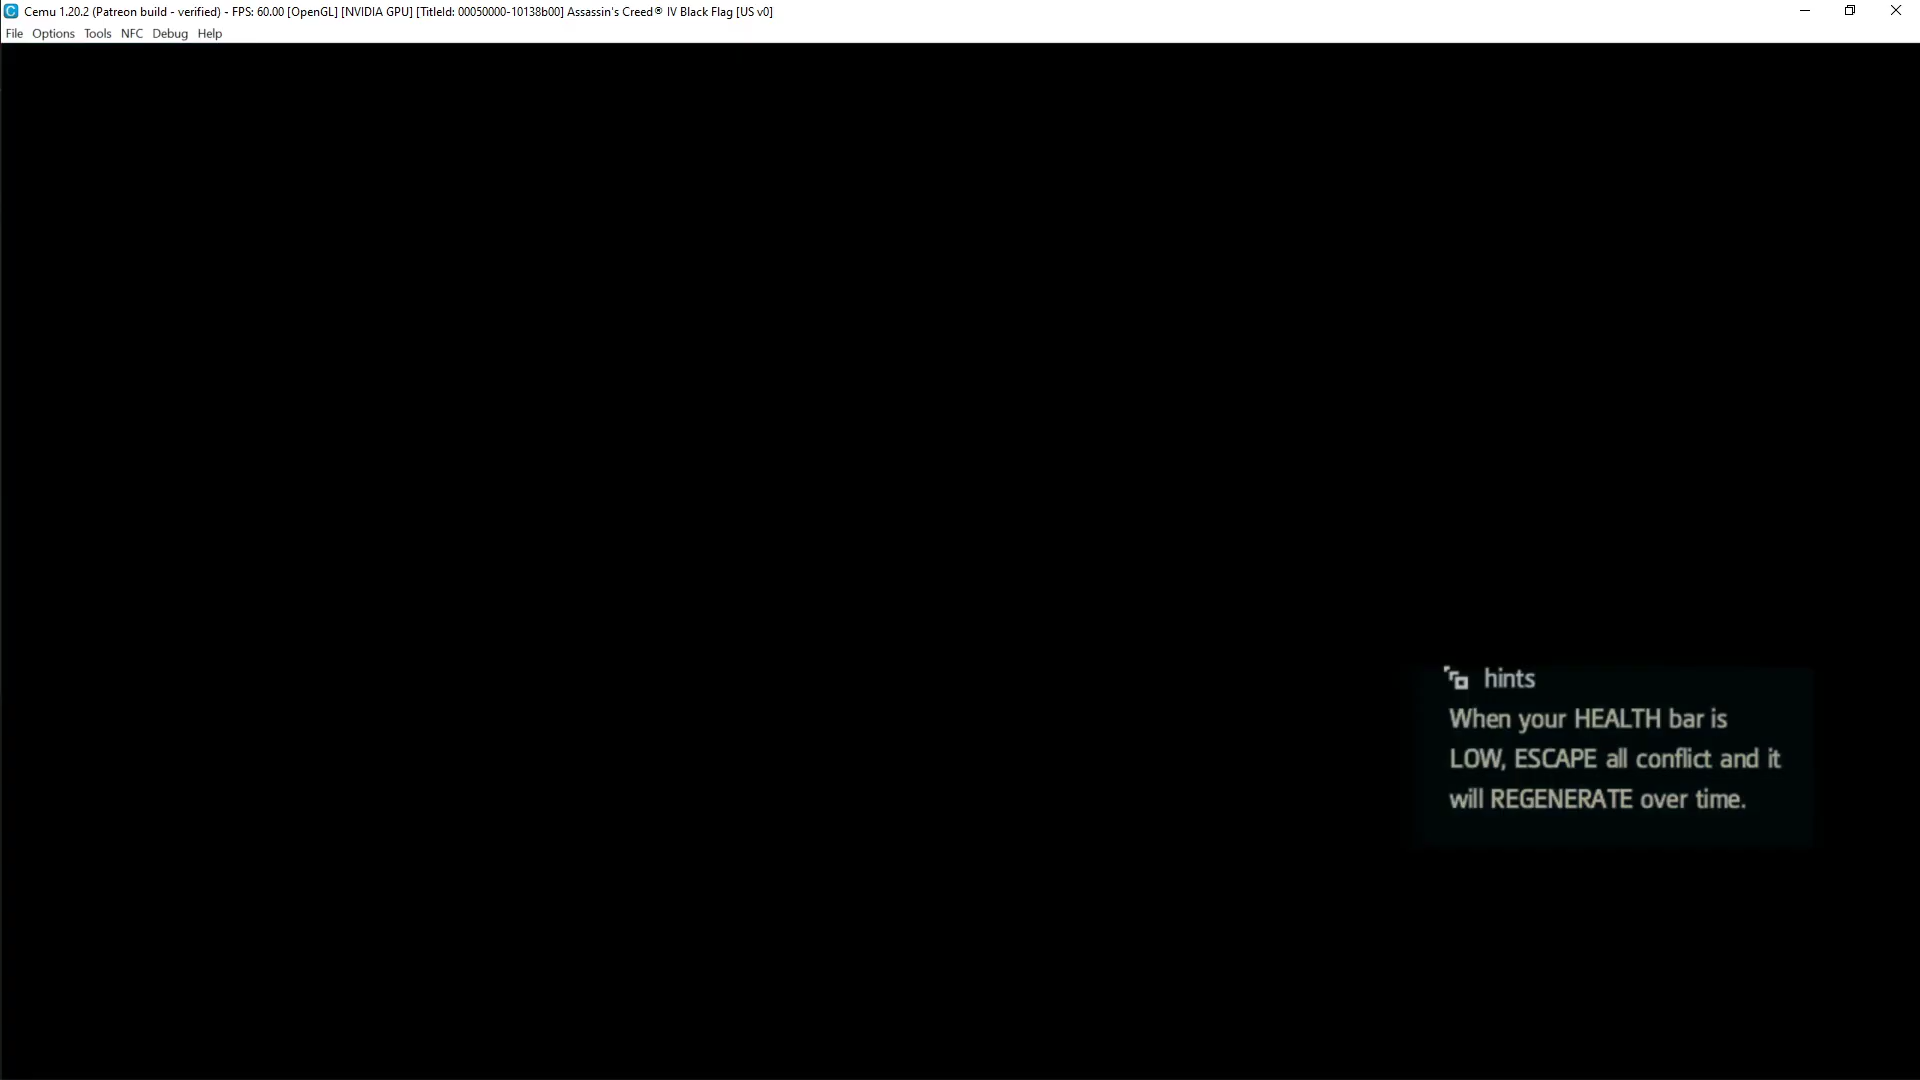 Cemu 1.20.2 (Patreon build - verified) - FPS: 60.00 [OpenGL] [NVIDIA GPU] [TitleId: 00050000-10138b00] Assassin's Creed® IV Black Flag [US v0]
File Options Tools NFC Debug Help
hints
When your HEALTH bar is
LOW, ESCAPE all conflict and it
will REGENERATE over time.